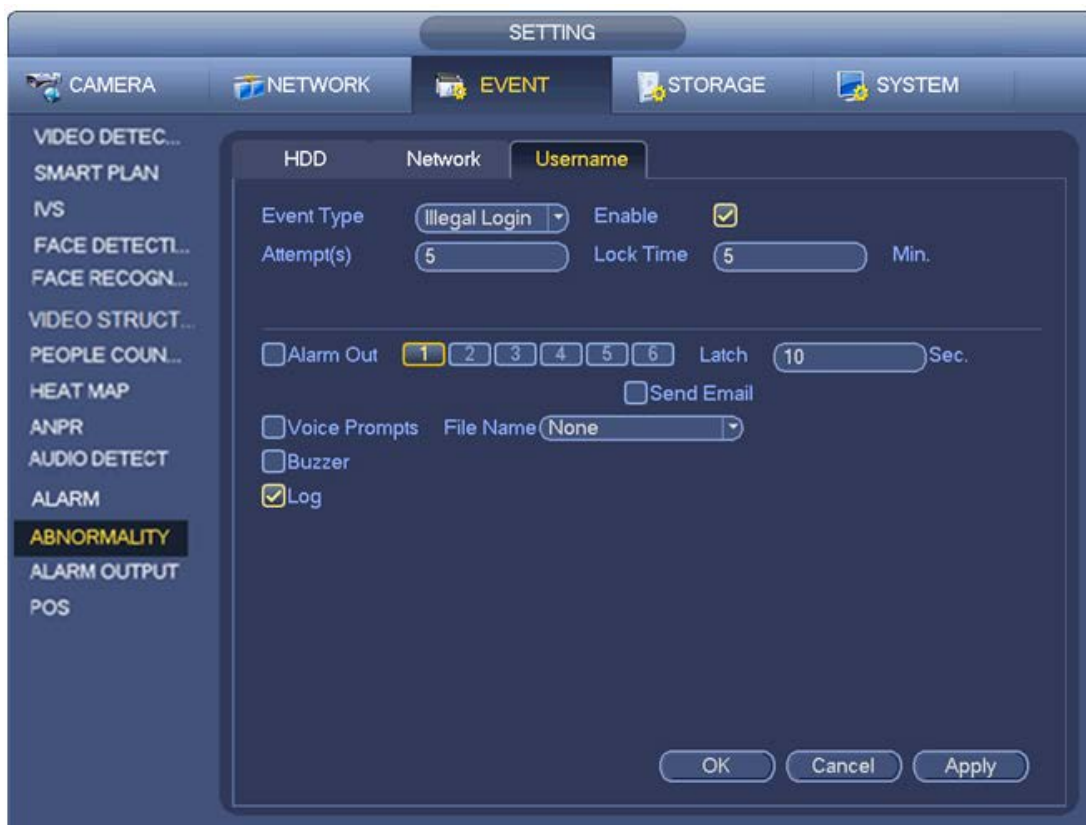 SETTING
CAMERA NETWORK EVENT STORAGE SYSTEM
VIDEO DETEC...
SMART PLAN
IVS
FACE DETECTI...
FACE RECOGN...
VIDEO STRUCT...
PEOPLE COUN...
HEAT MAP
ANPR
AUDIO DETECT
ALARM
ABNORMALITY
ALARM OUTPUT
POS
HDD Network Username
Event Type Illegal Login Enable
Attempt(s) 5 Lock Time 5 Min.
Alarm Out 1 2 3 4 5 6 Latch 10 Sec.
Send Email
Voice Prompts File Name None
Buzzer
Log
OK Cancel Apply